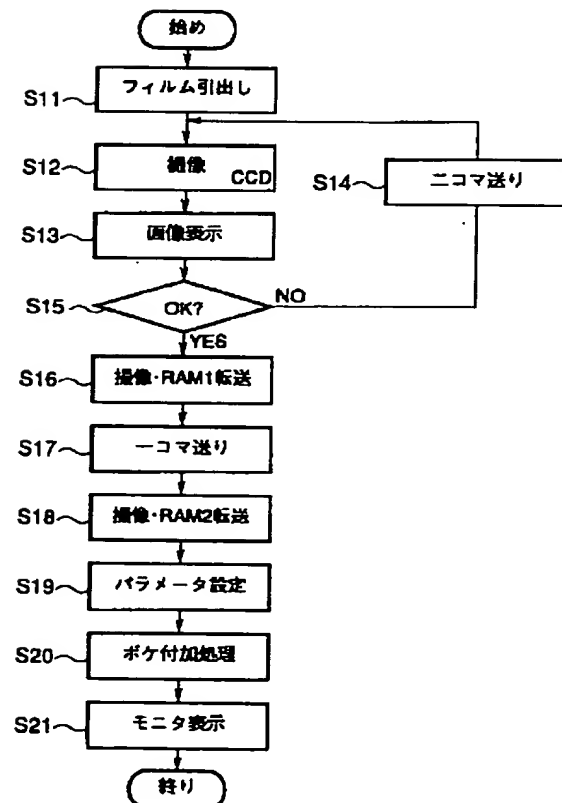 始め
S11
フィルム引出し
S12
撮像
CCD
S14
二コマ送り
S13
画像表示
S15
OK?
NO
YES
S16
撮像・RAM1転送
S17
一コマ送り
S18
撮像・RAM2転送
S19
パラメータ設定
S20
ボケ付加処理
S21
モニタ表示
終り